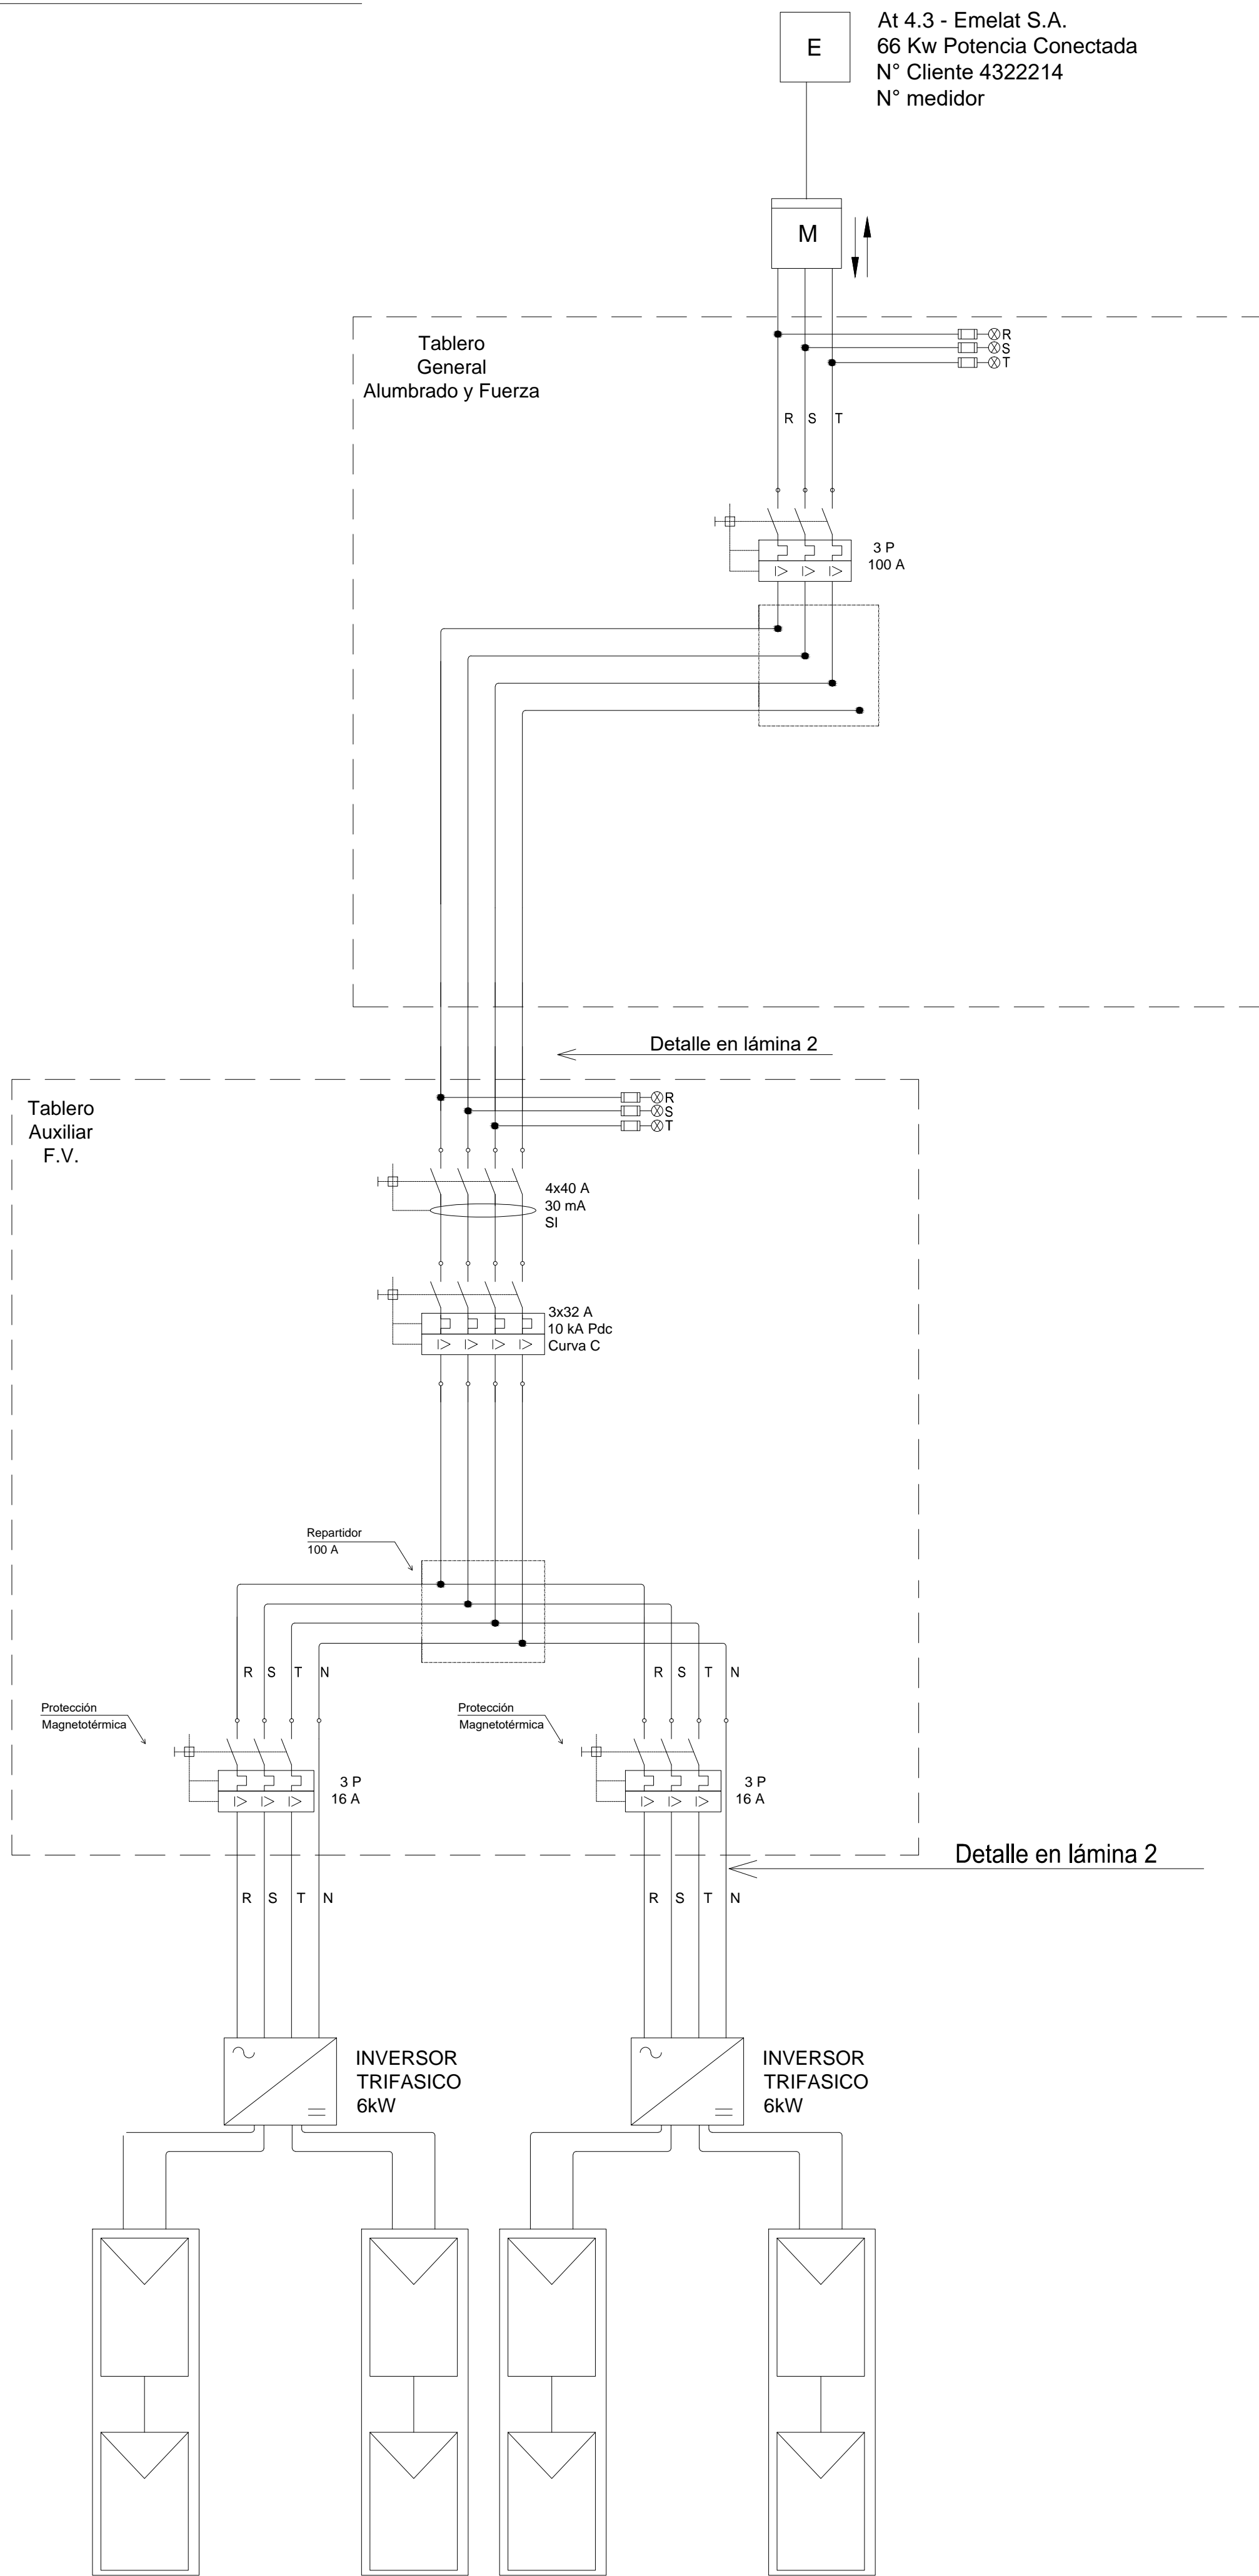 E
At 4.3 - Emelat S.A.
66 Kw Potencia Conectada
N° Cliente 4322214
N° medidor
M
Tablero
General
Alumbrado y Fuerza
R
S
T
R S T
3 P
100 A
Detalle en lámina 2
Tablero
Auxiliar
F.V.
R
S
T
4x40 A
30 mA
SI
3x32 A
10 kA Pdc
Curva C
Repartidor
100 A
R S T N
R S T N
Protección
Magnetotérmica
Protección
Magnetotérmica
3 P
16 A
3 P
16 A
Detalle en lámina 2
R S T N
R S T N
INVERSOR
TRIFASICO
6kW
INVERSOR
TRIFASICO
6kW